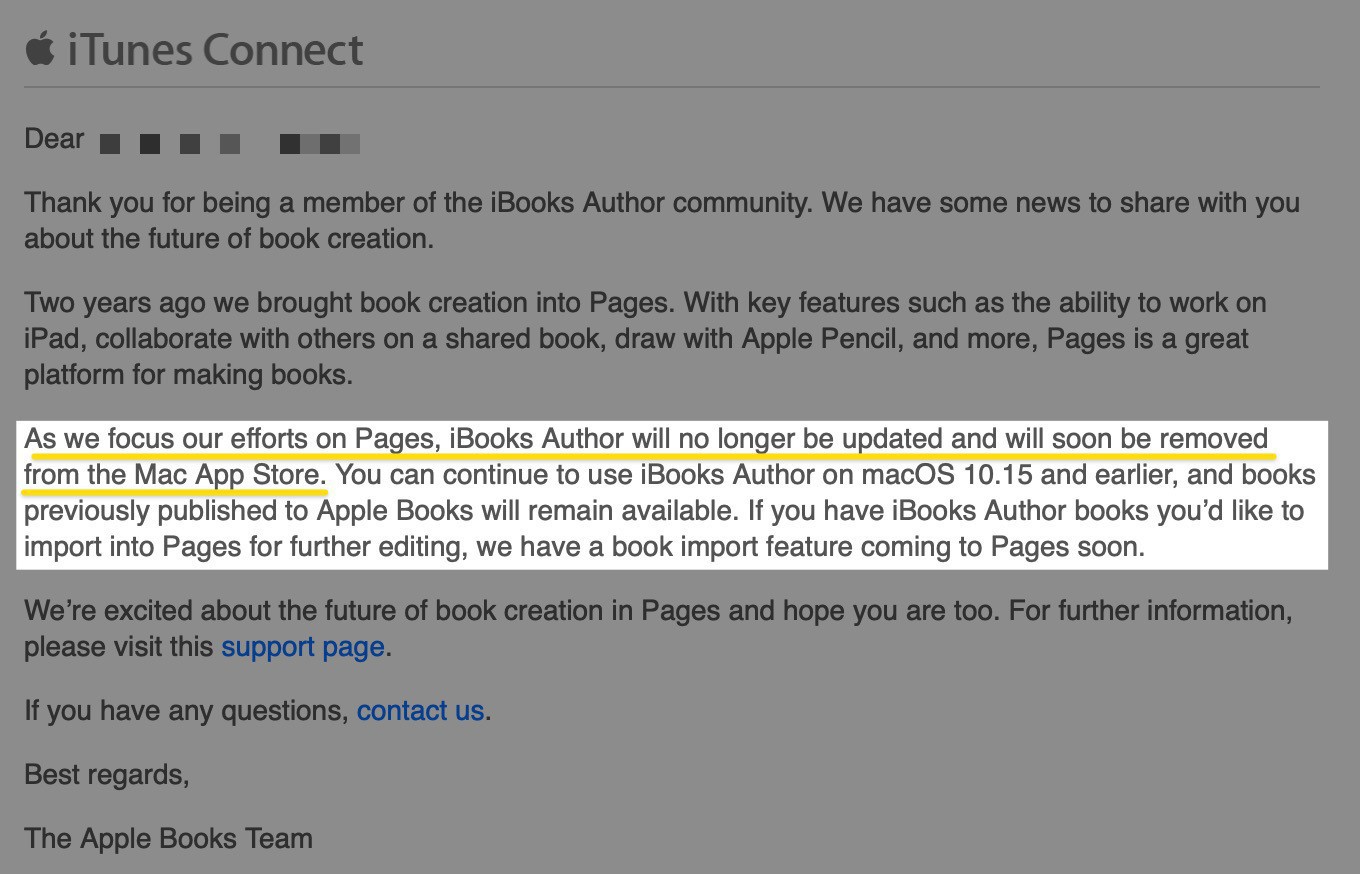 iTunes Connect
Dear
Thank you for being a member of the iBooks Author community. We have some news to share with you
about the future of book creation.
Two years ago we brought book creation into Pages. With key features such as the ability to work on
iPad, collaborate with others on a shared book, draw with Apple Pencil, and more, Pages is a great
platform for making books.
As we focus our efforts on Pages, iBooks Author will no longer be updated and will soon be removed
from the Mac App Store. You can continue to use iBooks Author on macOS 10.15 and earlier, and books
previously published to Apple Books will remain available. If you have iBooks Author books you’d like to
import into Pages for further editing, we have a book import feature coming to Pages soon.
We’re excited about the future of book creation in Pages and hope you are too. For further information,
please visit this support page.
If you have any questions, contact us.
Best regards,
The Apple Books Team